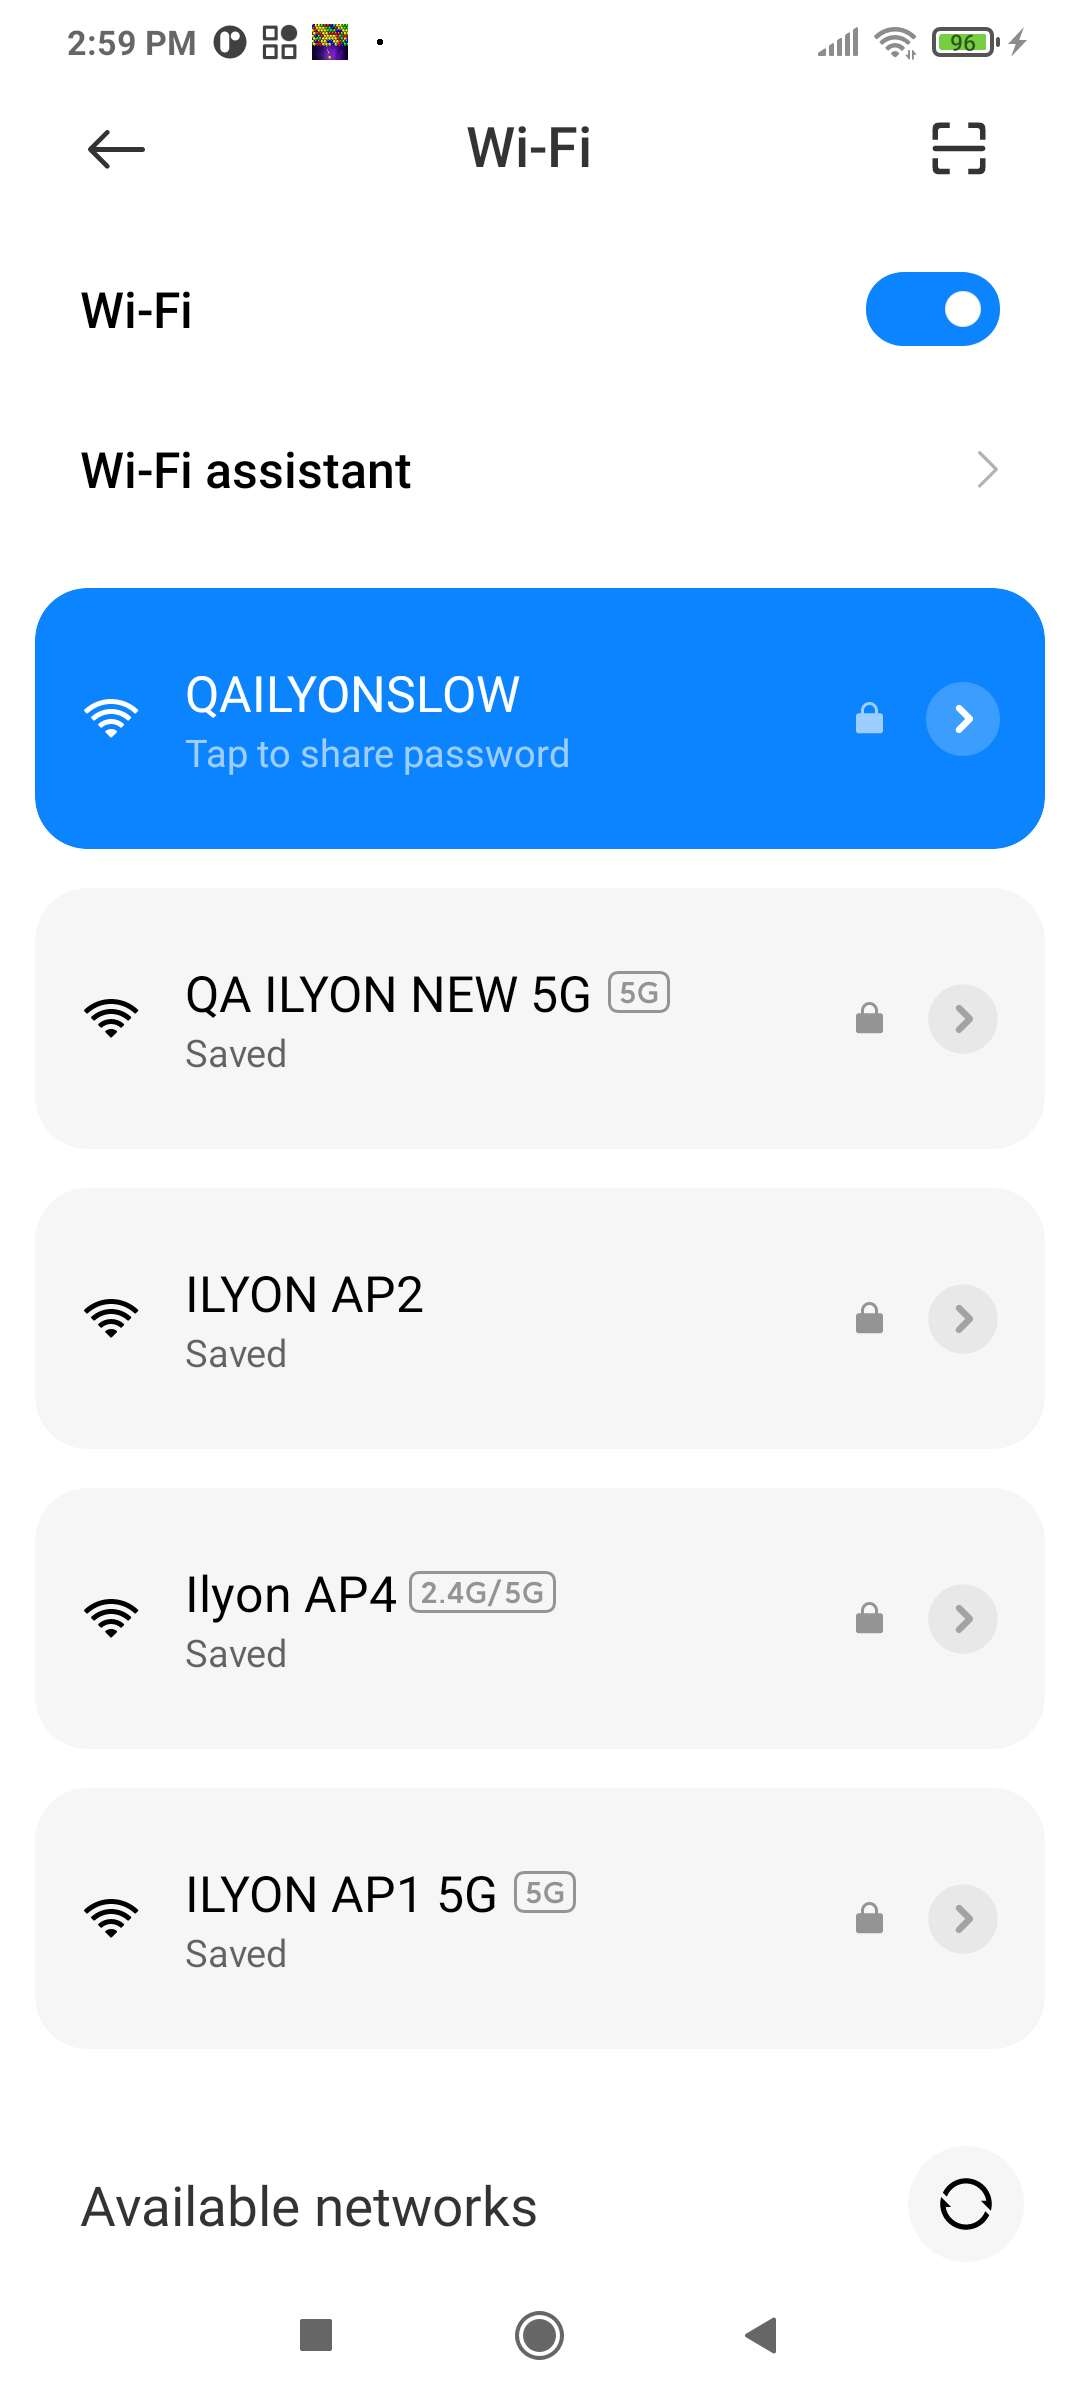 2:59 PM
96
Wi-Fi
Wi-Fi
Wi-Fi assistant
QAILYONSLOW
Tap to share password
QA ILYON NEW 5G 5G
Saved
ILYON AP2
Saved
Ilyon AP4 2.4G/5G
Saved
ILYON AP1 5G 5G
Saved
Available networks